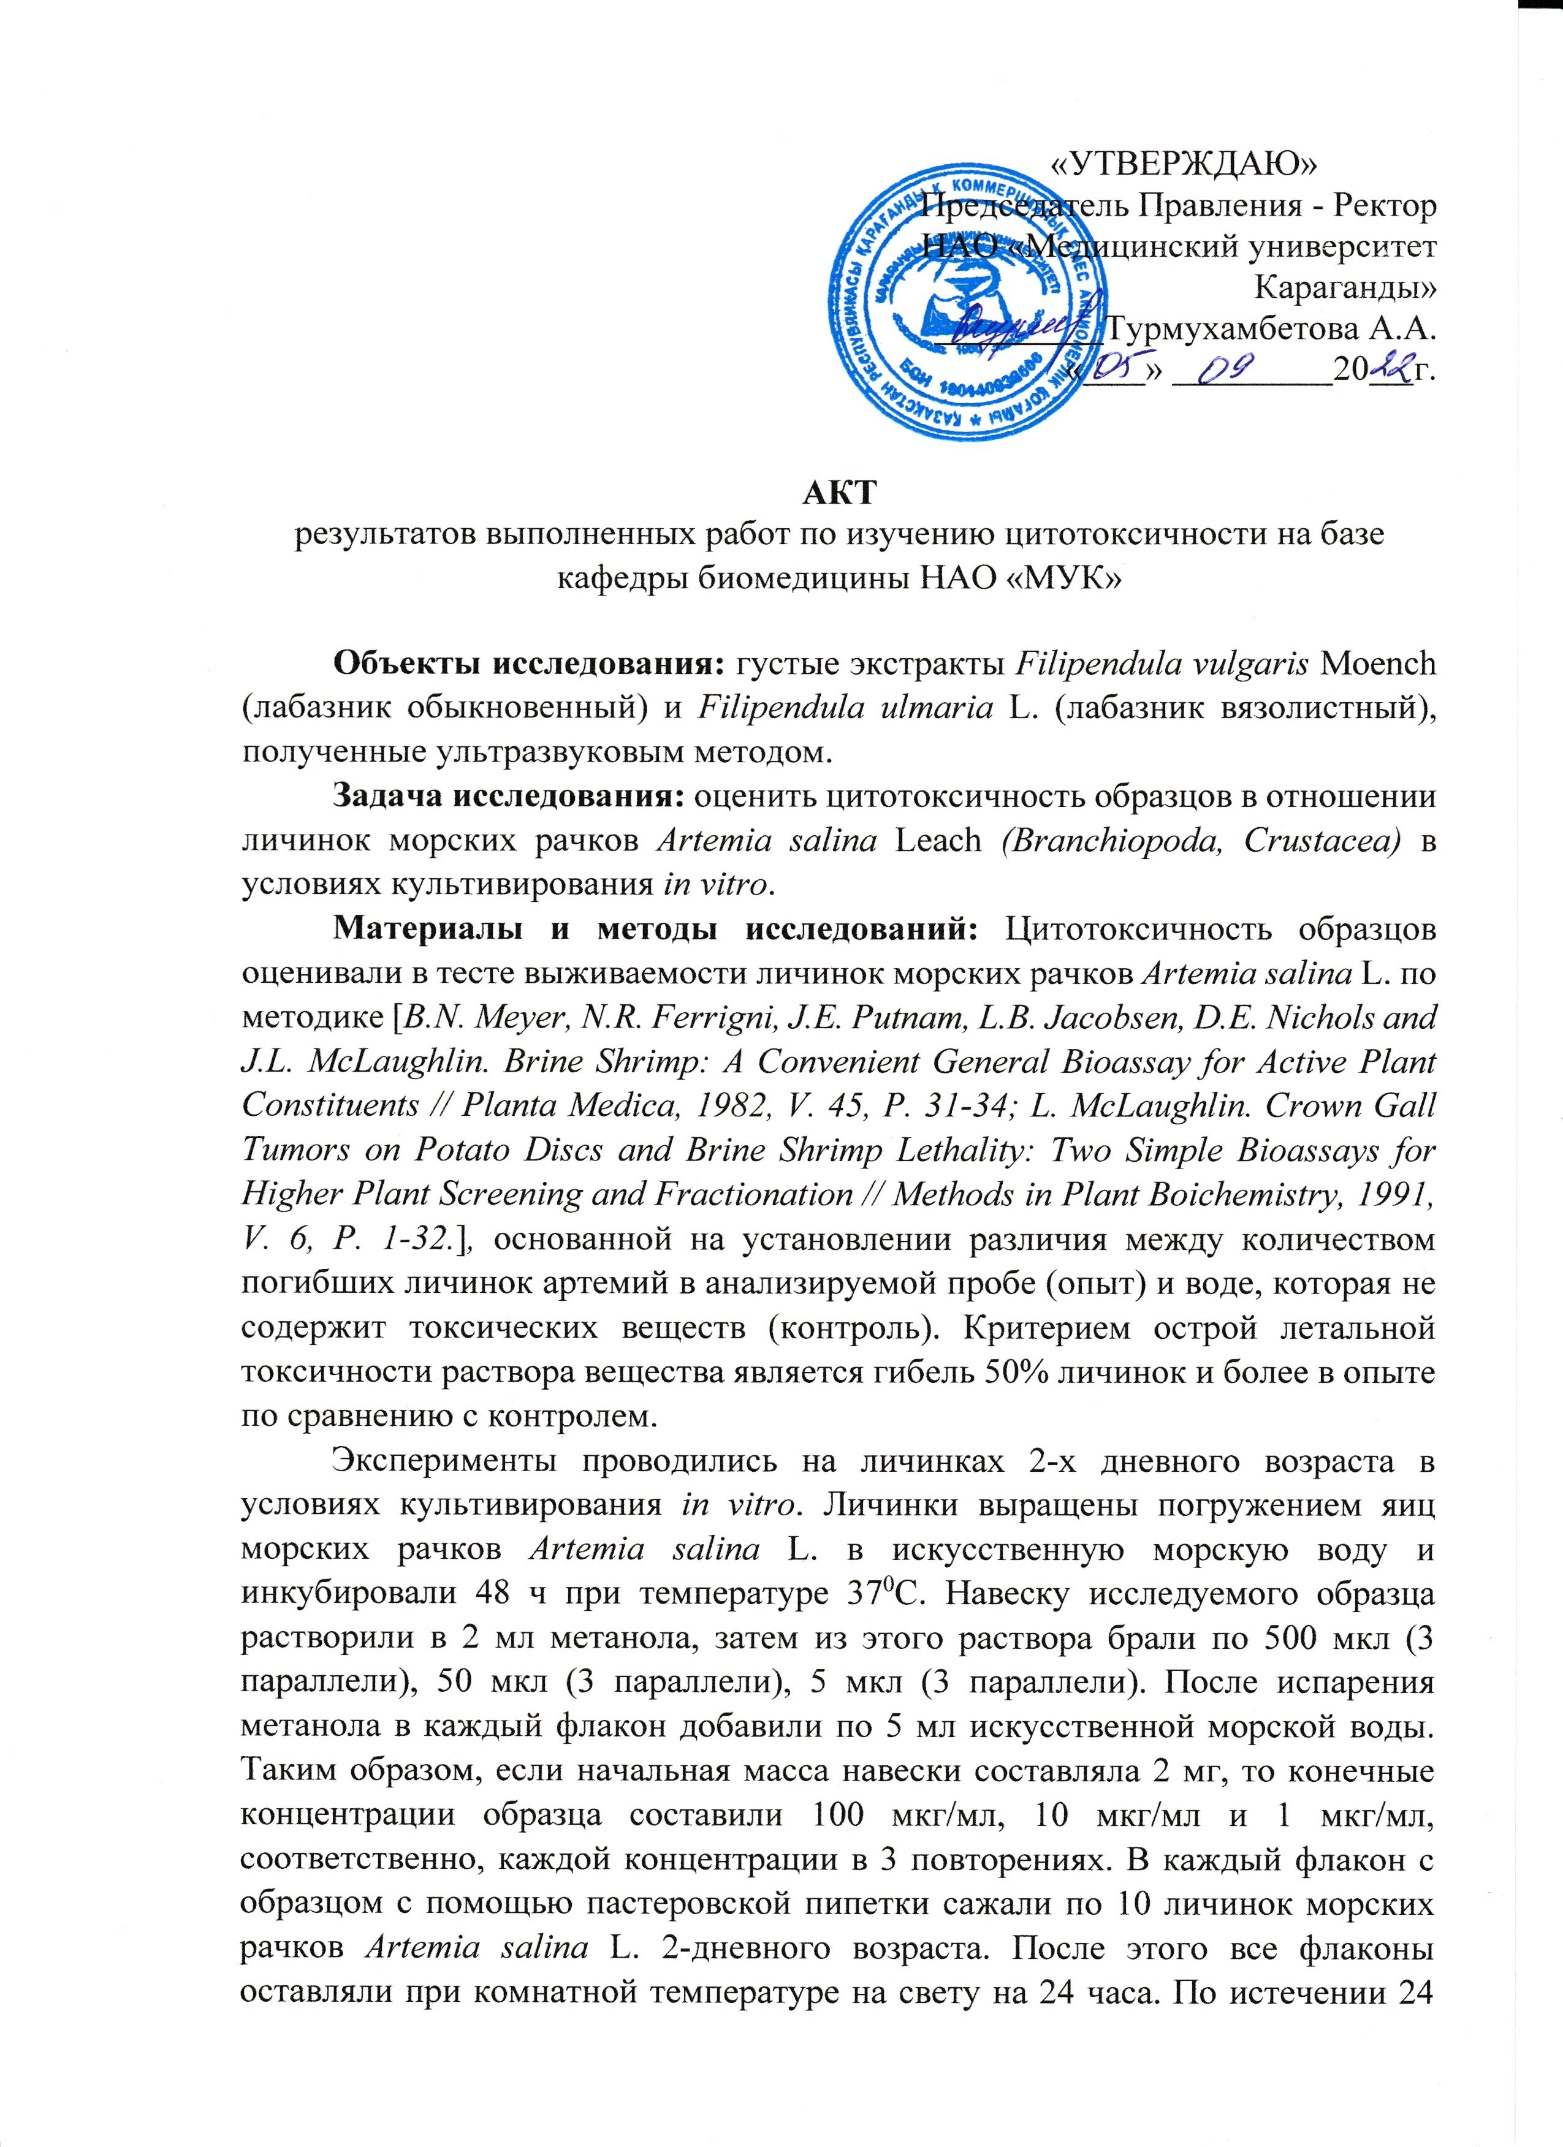 «УТВЕРЖДАЮ»
Председатель Правления - Ректор
НАО «Медицинский университет
Караганды»
__________Турмухамбетова А.А.
«05» 09 2022г.
АКТ
результатов выполненных работ по изучению цитотоксичности на базе
кафедры биомедицины НАО «МУК»
Объекты исследования: густые экстракты Filipendula vulgaris Moench
(лабазник обыкновенный) и Filipendula ulmaria L. (лабазник вязолистный),
полученные ультразвуковым методом.
Задача исследования: оценить цитотоксичность образцов в отношении
личинок морских рачков Artemia salina Leach (Branchiopoda, Crustacea) в
условиях культивирования in vitro.
Материалы и методы исследований: Цитотоксичность образцов
оценивали в тесте выживаемости личинок морских рачков Artemia salina L. по
методике [B.N. Meyer, N.R. Ferrigni, J.E. Putnam, L.B. Jacobsen, D.E. Nichols and
J.L. McLaughlin. Brine Shrimp: A Convenient General Bioassay for Active Plant
Constituents // Planta Medica, 1982, V. 45, P. 31-34; L. McLaughlin. Crown Gall
Tumors on Potato Discs and Brine Shrimp Lethality: Two Simple Bioassays for
Higher Plant Screening and Fractionation // Methods in Plant Boichemistry, 1991,
V. 6, P. 1-32.], основанной на установлении различия между количеством
погибших личинок артемий в анализируемой пробе (опыт) и воде, которая не
содержит токсических веществ (контроль). Критерием острой летальной
токсичности раствора вещества является гибель 50% личинок и более в опыте
по сравнению с контролем.
Эксперименты проводились на личинках 2-х дневного возраста в
условиях культивирования in vitro. Личинки выращены погружением яиц
морских рачков Artemia salina L. в искусственную морскую воду и
инкубировали 48 ч при температуре 37⁰С. Навеску исследуемого образца
растворили в 2 мл метанола, затем из этого раствора брали по 500 мкл (3
параллели), 50 мкл (3 параллели), 5 мкл (3 параллели). После испарения
метанола в каждый флакон добавили по 5 мл искусственной морской воды.
Таким образом, если начальная масса навески составляла 2 мг, то конечные
концентрации образца составили 100 мкг/мл, 10 мкг/мл и 1 мкг/мл,
соответственно, каждой концентрации в 3 повторениях. В каждый флакон с
образцом с помощью пастеровской пипетки сажали по 10 личинок морских
рачков Artemia salina L. 2-дневного возраста. После этого все флаконы
оставляли при комнатной температуре на свету на 24 часа. По истечении 24